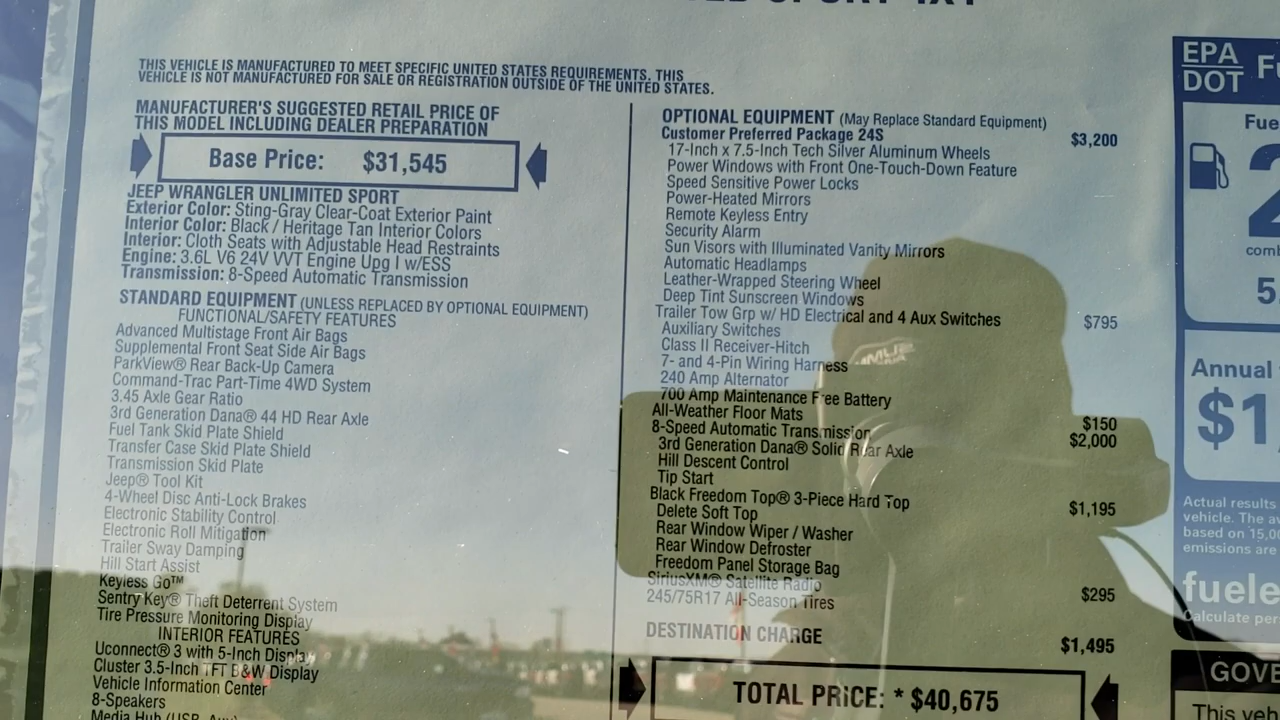 THIS VEHICLE IS MANUFACTURED TO MEET SPECIFIC UNITED STATES REQUIREMENTS. THIS
VEHICLE IS NOT MANUFACTURED FOR SALE OR REGISTRATION OUTSIDE OF THE UNITED STATES.
MANUFACTURER'S SUGGESTED RETAIL PRICE OF
THIS MODEL INCLUDING DEALER PREPARATION
Base Price: $31,545
JEEP WRANGLER UNLIMITED SPORT
Exterior Color: Sting-Gray Clear-Coat Exterior Paint
Interior Color: Black / Heritage Tan Interior Colors
Interior: Cloth Seats with Adjustable Head Restraints
Engine: 3.6L V6 24V VVT Engine Upg I w/ESS
Transmission: 8-Speed Automatic Transmission
STANDARD EQUIPMENT (UNLESS REPLACED BY OPTIONAL EQUIPMENT)
FUNCTIONAL/SAFETY FEATURES
Advanced Multistage Front Air Bags
Supplemental Front Seat Side Air Bags
ParkView® Rear Back-Up Camera
Command-Trac Part-Time 4WD System
3.45 Axle Gear Ratio
3rd Generation Dana® 44 HD Rear Axle
Fuel Tank Skid Plate Shield
Transfer Case Skid Plate Shield
Transmission Skid Plate
Jeep® Tool Kit
4-Wheel Disc Anti-Lock Brakes
Electronic Stability Control
Electronic Roll Mitigation
Trailer Sway Damping
Hill Start Assist
Keyless Go™
Sentry Key® Theft Deterrent System
Tire Pressure Monitoring Display
INTERIOR FEATURES
Uconnect® 3 with 5-Inch Display
Cluster 3.5-Inch TFT B&W Display
Vehicle Information Center
8-Speakers
Media Hub (USB, Aux)
OPTIONAL EQUIPMENT (May Replace Standard Equipment)
Customer Preferred Package 24S $3,200
17-Inch x 7.5-Inch Tech Silver Aluminum Wheels
Power Windows with Front One-Touch-Down Feature
Speed Sensitive Power Locks
Power-Heated Mirrors
Remote Keyless Entry
Security Alarm
Sun Visors with Illuminated Vanity Mirrors
Automatic Headlamps
Leather-Wrapped Steering Wheel
Deep Tint Sunscreen Windows
Trailer Tow Grp w/ HD Electrical and 4 Aux Switches $795
Auxiliary Switches
Class II Receiver-Hitch
7- and 4-Pin Wiring Harness
240 Amp Alternator
700 Amp Maintenance Free Battery
All-Weather Floor Mats $150
8-Speed Automatic Transmission $2,000
3rd Generation Dana® Solid Rear Axle
Hill Descent Control
Tip Start
Black Freedom Top® 3-Piece Hard Top $1,195
Delete Soft Top
Rear Window Wiper / Washer
Rear Window Defroster
Freedom Panel Storage Bag
SiriusXM® Satellite Radio $295
245/75R17 All-Season Tires
DESTINATION CHARGE $1,495
TOTAL PRICE: * $40,675
EPA
DOT
Fue
2
comb
5
Annual
$1,
Actual results
vehicle. The av
based on 15,00
emissions are
fuele
Calculate per
GOVE
This veh